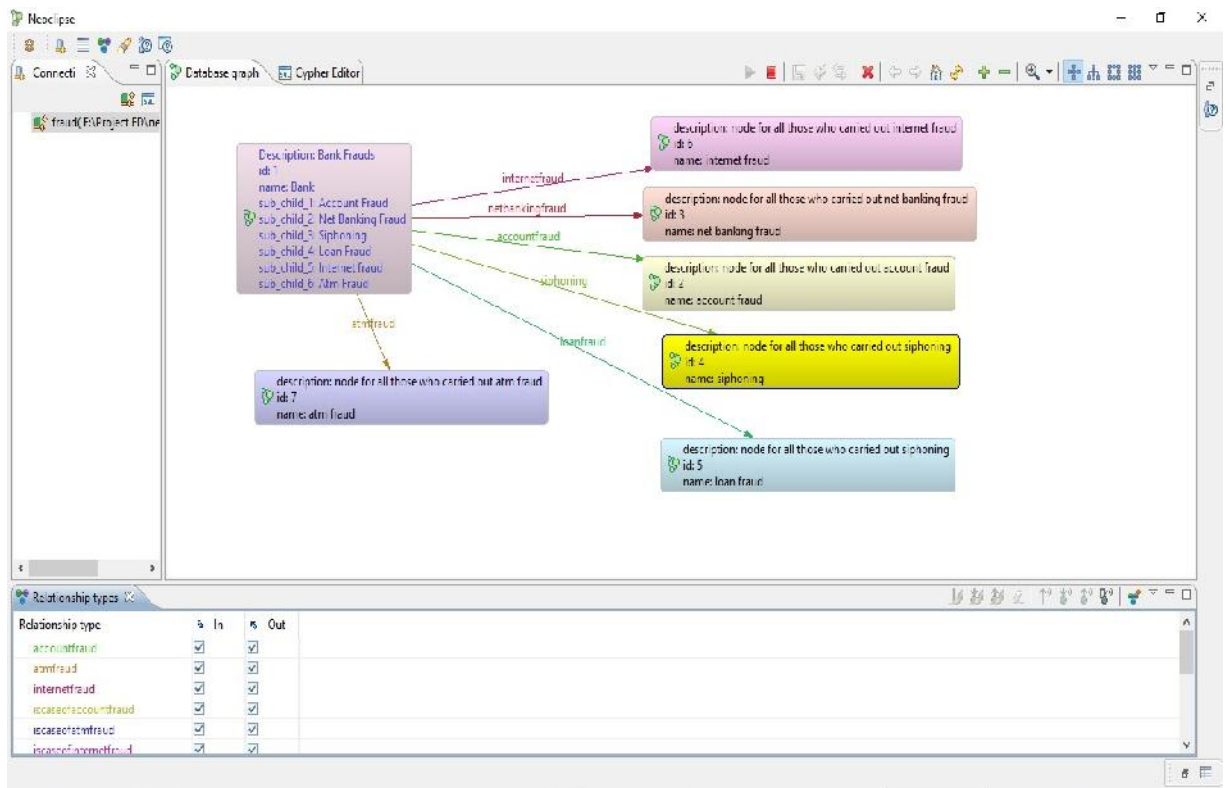 Neoclipse
Connecti
Database graph
Cypher Editor
fraud( F:\Project FD\ne
Description: Bank Frauds
id: 1
name: Bank
sub_child_1: Account Fraud
sub_child_2: Net Banking Fraud
sub_child_3: Siphoning
sub_child_4: Loan Fraud
sub_child_5: Internet fraud
sub_child_6: Atm Fraud
internetfraud
netbankingfraud
accountfraud
siphoning
loanfraud
atmfraud
description: node for all those who carried out internet fraud
id: 6
name: internet fraud
description: node for all those who carried out net banking fraud
id: 3
name: net banking fraud
description: node for all those who carried out account fraud
id: 2
name: account fraud
description: node for all those who carried out siphoning
id: 4
name: siphoning
description: node for all those who carried out siphoning
id: 5
name: loan fraud
description: node for all those who carried out atm fraud
id: 7
name: atm fraud
Relationship types
Relationship type In Out
accountfraud
atmfraud
internetfraud
iscaseofaccountfraud
iscaseofatmfraud
iscaseofinternetfraud